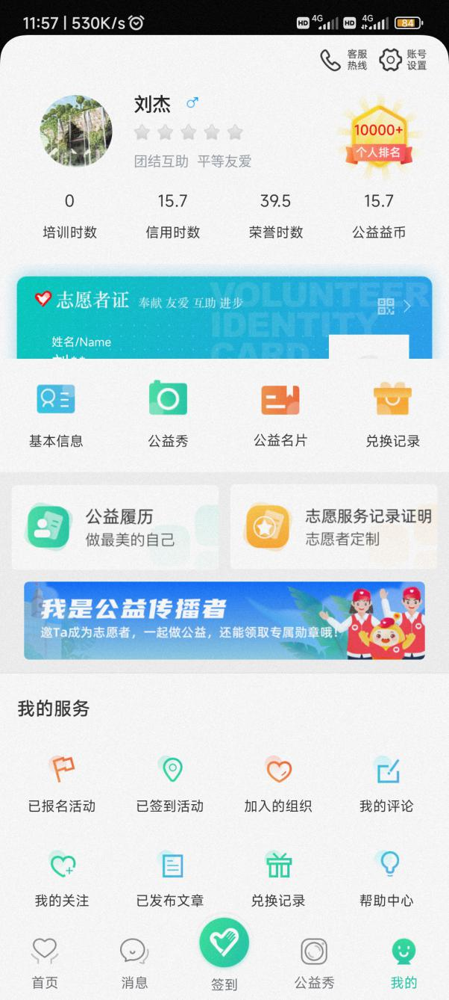 11:57 | 530K/s
HD 4G HD 4G 84
客服热线
账号设置
刘杰
团结互助 平等友爱
10000+
个人排名
0 15.7 39.5 15.7
培训时数 信用时数 荣誉时数 公益益币
志愿者证 奉献 友爱 互助 进步
VOLUNTEER
IDENTITY
CARD
姓名/Name
基本信息 公益秀 公益名片 兑换记录
公益履历
做最美的自己
志愿服务记录证明
志愿者定制
我是公益传播者
邀Ta成为志愿者，一起做公益，还能领取专属勋章哦！
我的服务
已报名活动 已签到活动 加入的组织 我的评论
我的关注 已发布文章 兑换记录 帮助中心
首页 消息 签到 公益秀 我的